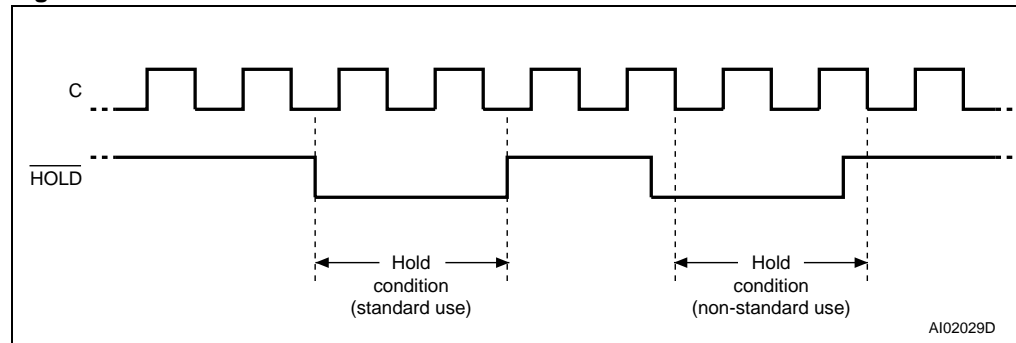 C
HOLD
Hold
condition
(standard use)
Hold
condition
(non-standard use)
AI02029D